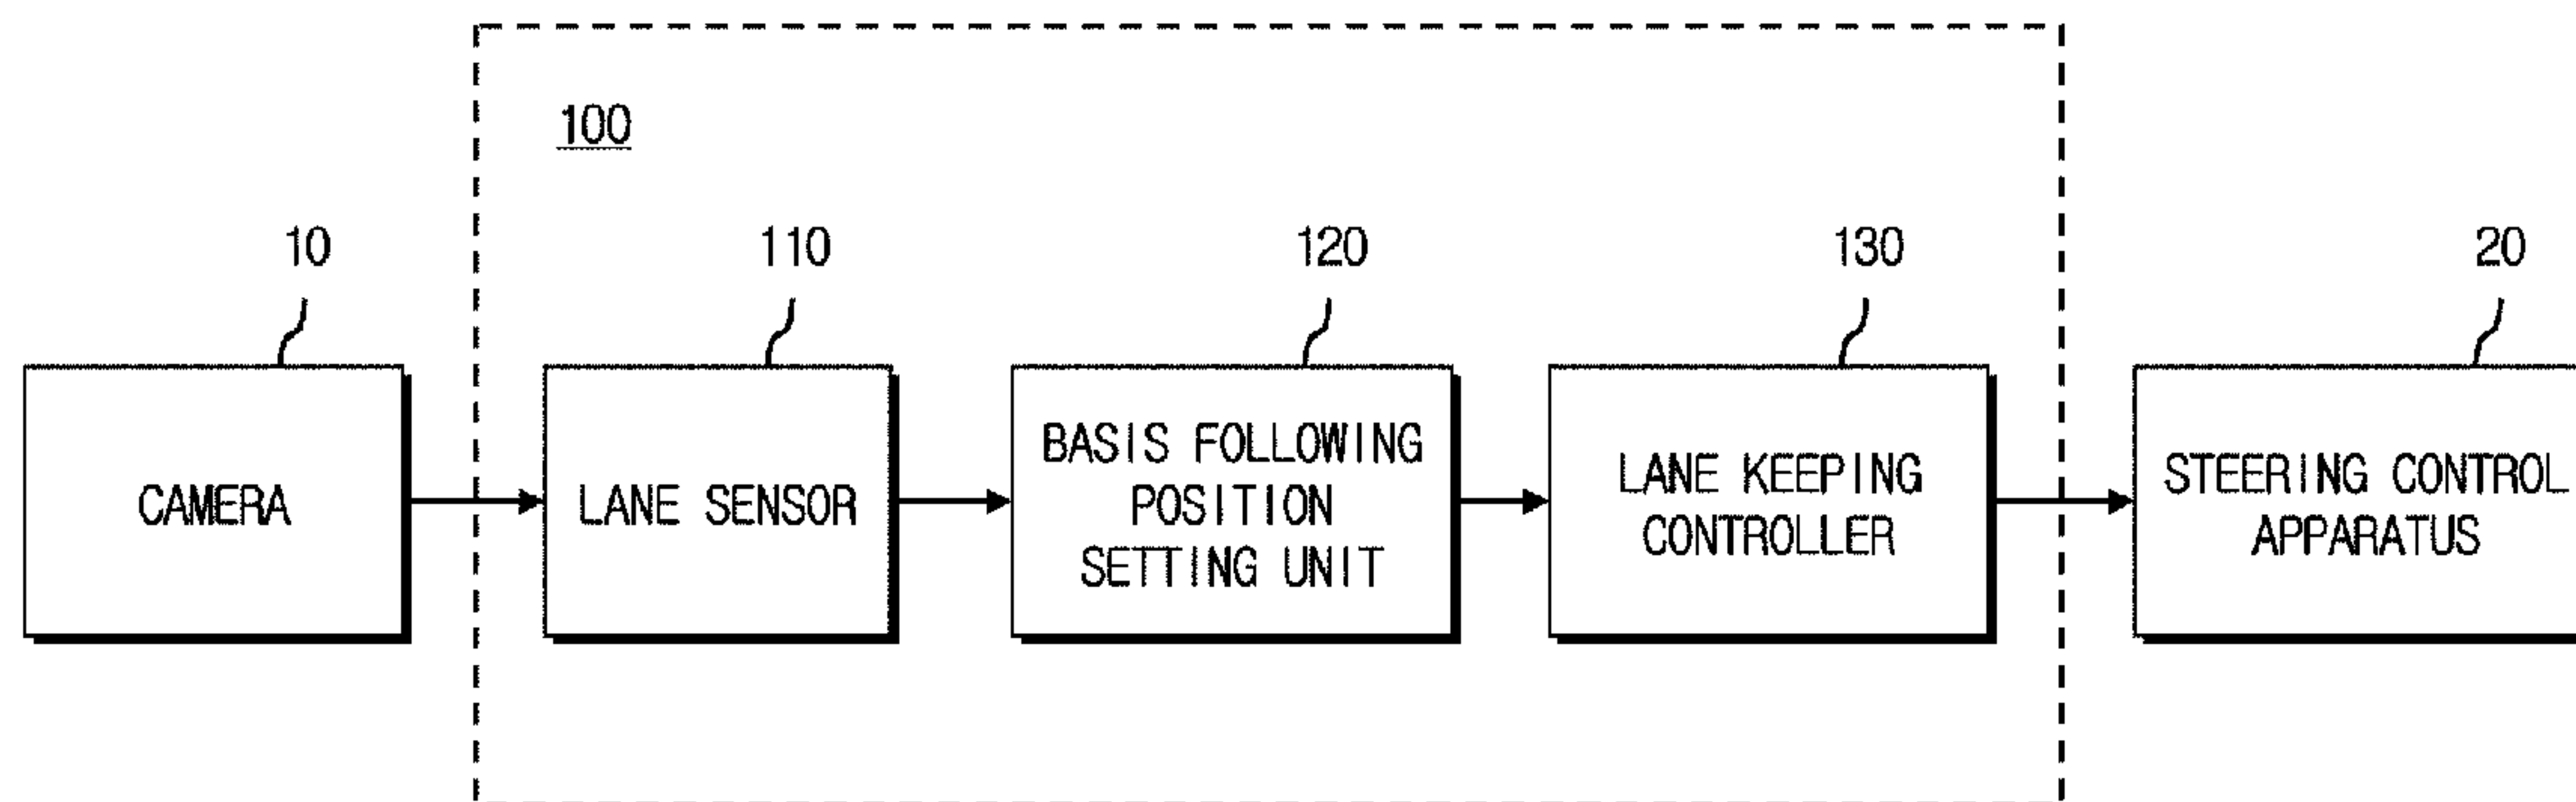 100
10
110
120
130
20
CAMERA
LANE SENSOR
BASIS FOLLOWING
POSITION
SETTING UNIT
LANE KEEPING
CONTROLLER
STEERING CONTROL
APPARATUS